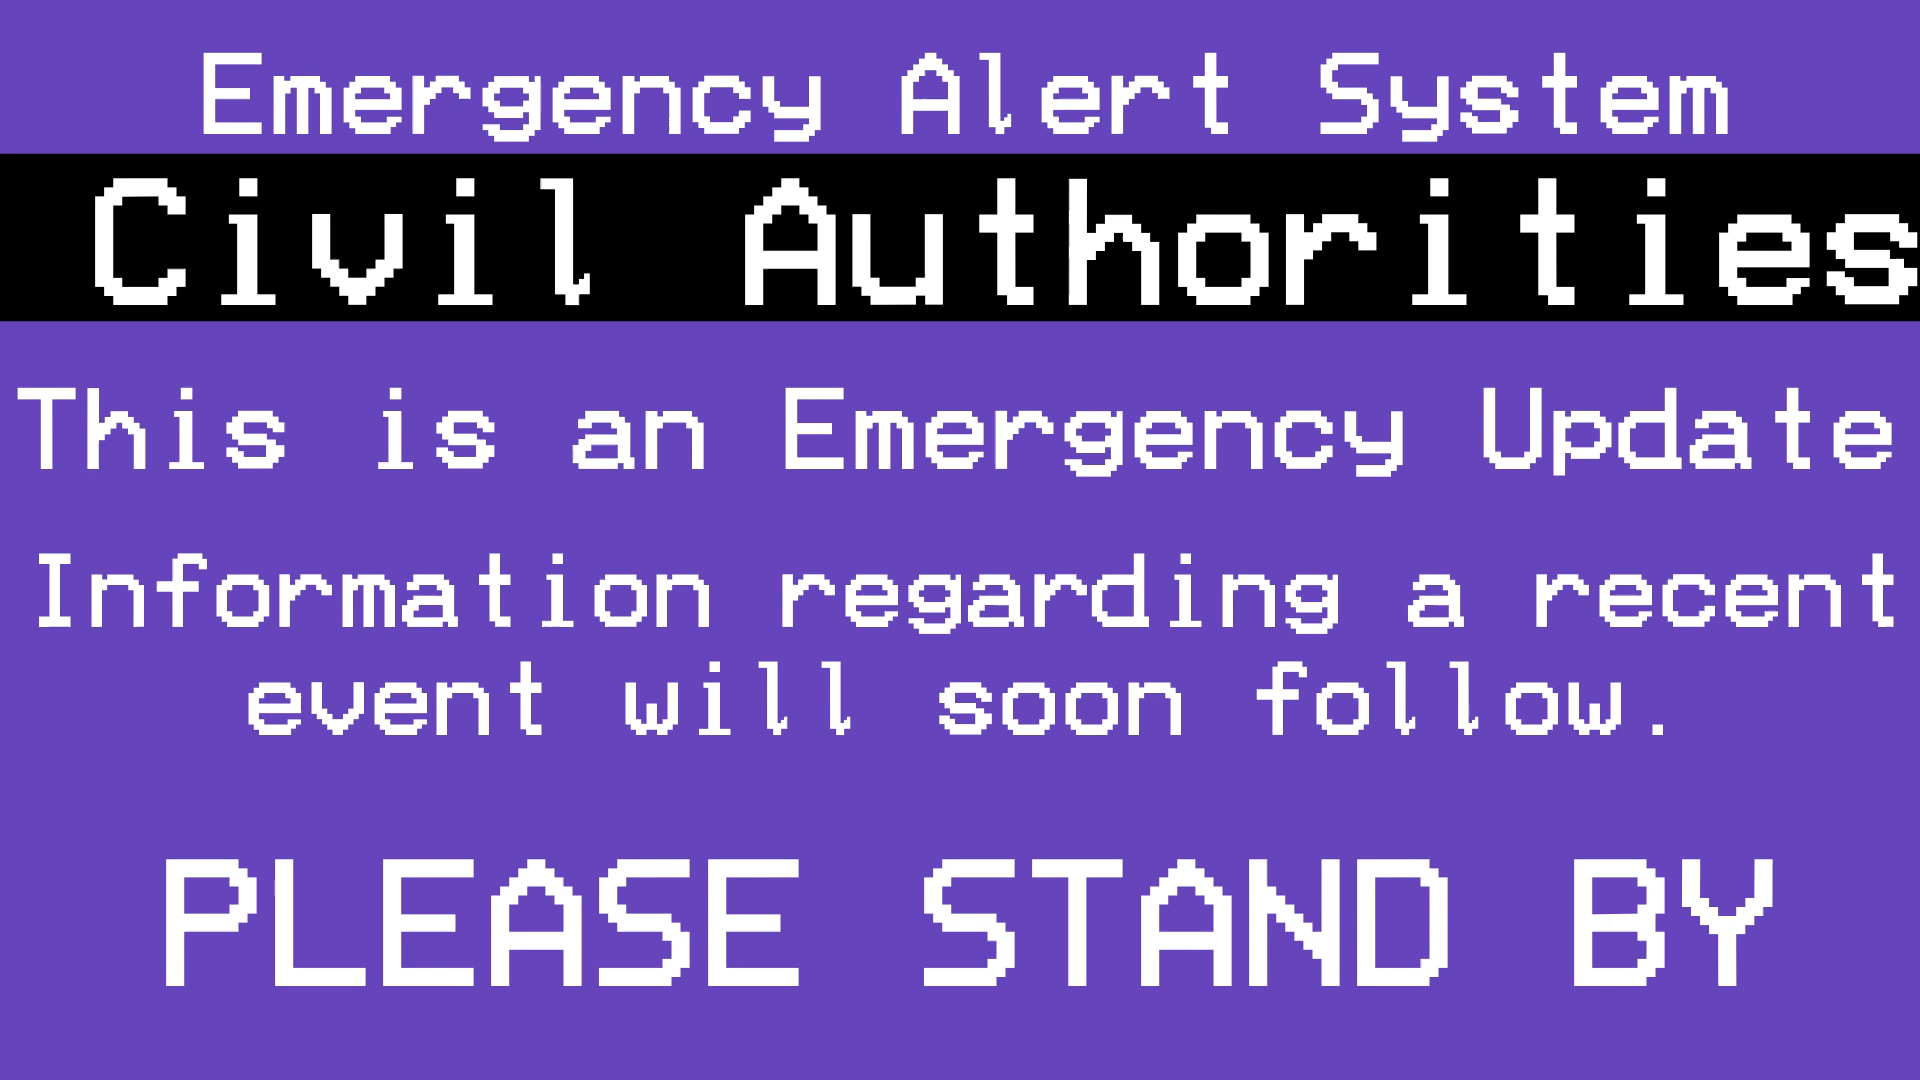 Emergency Alert System
Civil Authorities
This is an Emergency Update
Information regarding a recent
event will soon follow.
PLEASE STAND BY